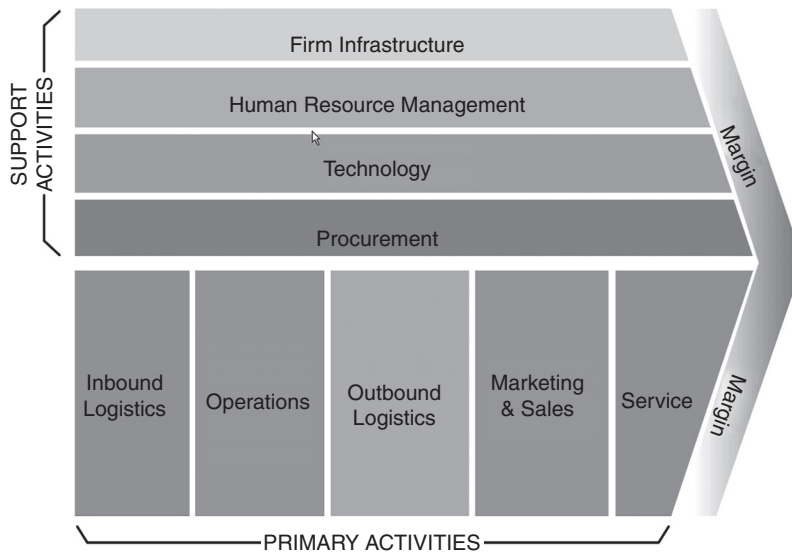 SUPPORT
ACTIVITIES
Firm Infrastructure
Human Resource Management
Technology
Procurement
Margin
Inbound
Logistics
Operations
Outbound
Logistics
Marketing
& Sales
Service
Margin
PRIMARY ACTIVITIES